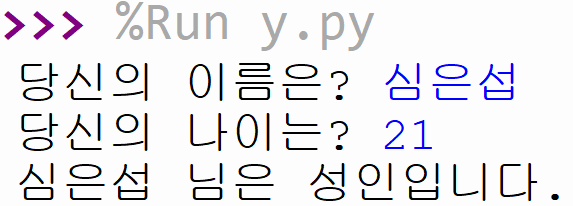 >>> %Run y.py
당신의 이름은? 심은섭
당신의 나이는? 21
심은섭 님은 성인입니다.